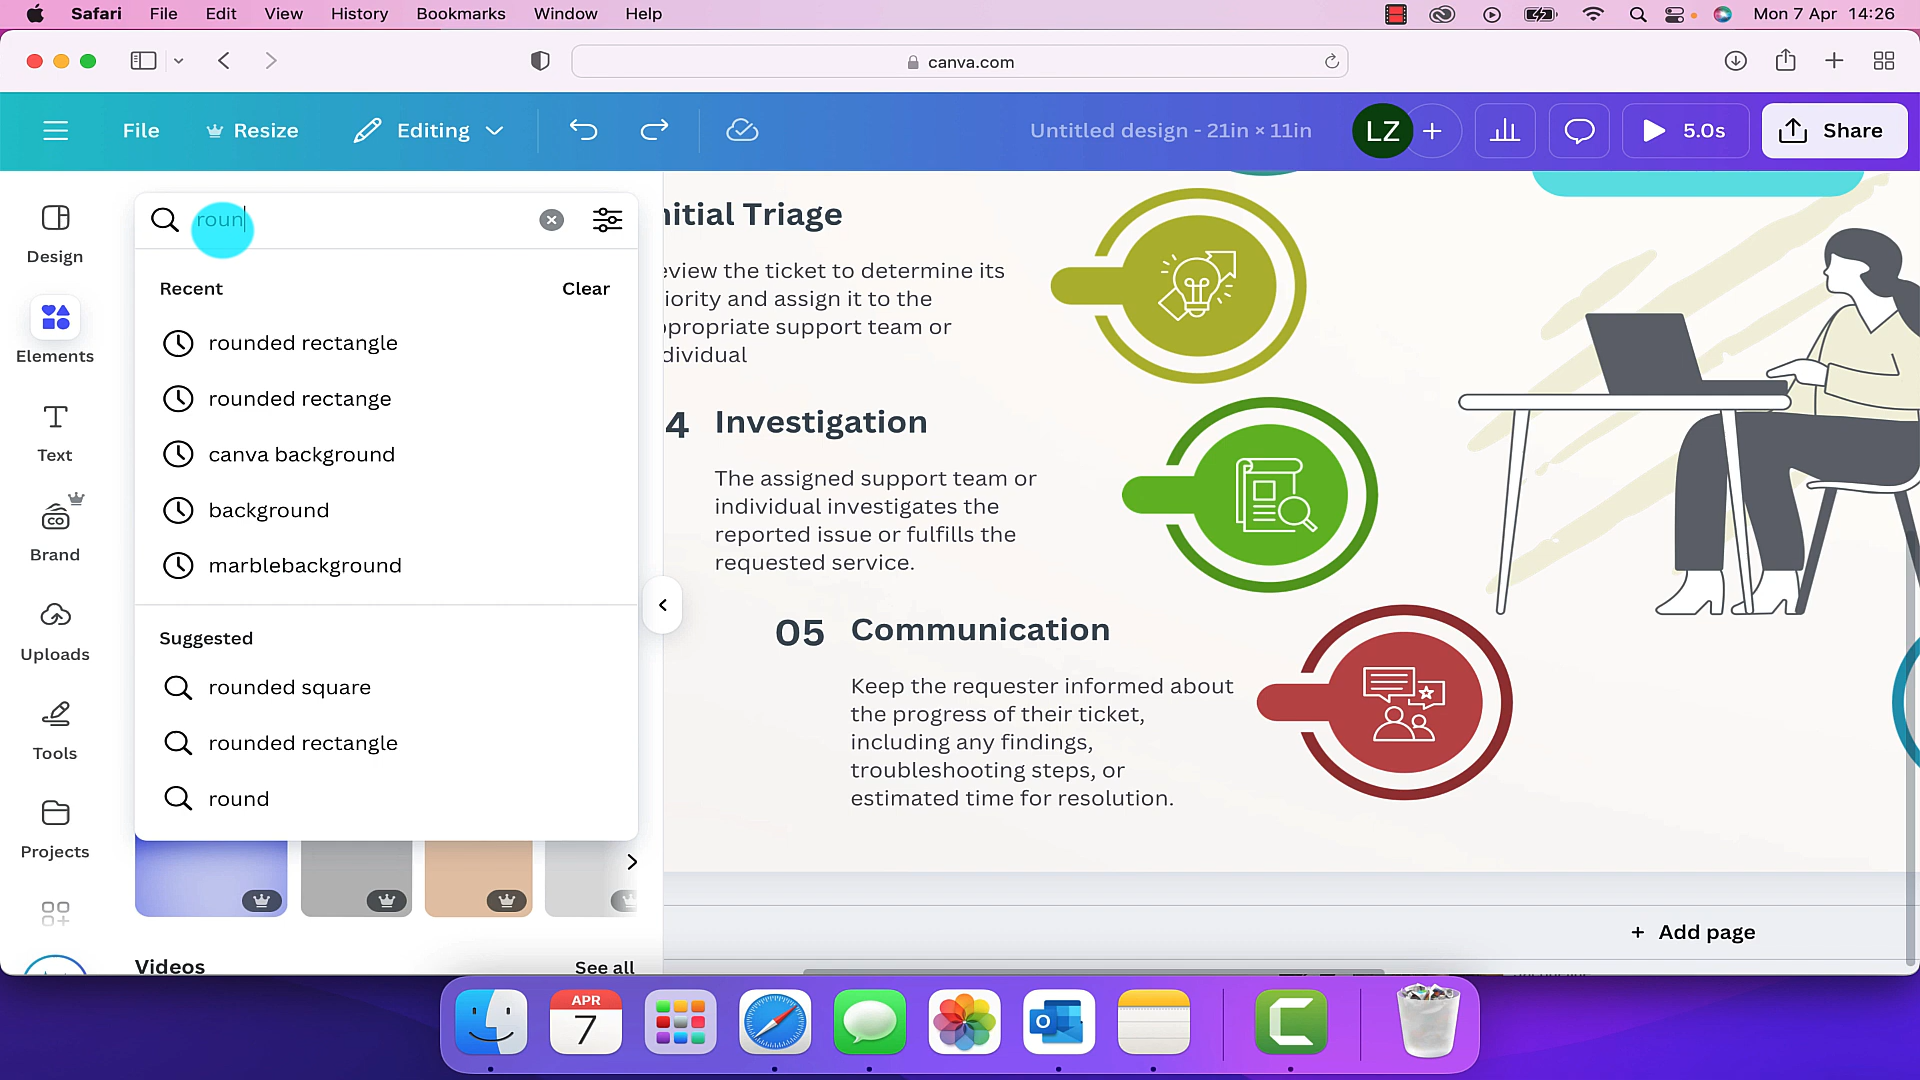 Safari File Edit View History Bookmarks Window Help Mon 7 Apr 14:26
canva.com
File Resize Editing Untitled design - 21in × 11in LZ + 5.0s Share
Design
Elements
Text
Brand
Uploads
Tools
Projects
roun
Recent Clear
rounded rectangle
rounded rectange
canva background
background
marblebackground
Suggested
rounded square
rounded rectangle
round
Videos See all
nitial Triage
eview the ticket to determine its
iority and assign it to the
ppropriate support team or
dividual
4 Investigation
The assigned support team or
individual investigates the
reported issue or fulfills the
requested service.
05 Communication
Keep the requester informed about
the progress of their ticket,
including any findings,
troubleshooting steps, or
estimated time for resolution.
+ Add page
APR
7